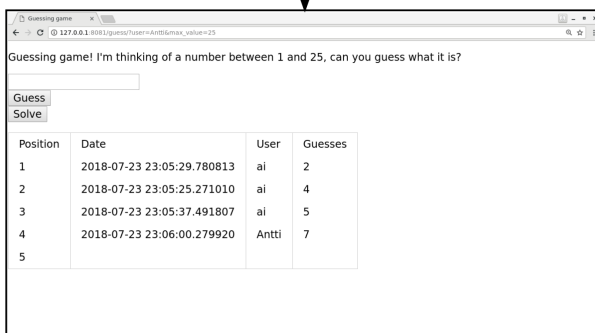 Guessing game
127.0.0.1:8081/guess/?user=Antti&max_value=25
Guessing game! I'm thinking of a number between 1 and 25, can you guess what it is?
Guess
Solve
Position Date User Guesses
1 2018-07-23 23:05:29.780813 ai 2
2 2018-07-23 23:05:25.271010 ai 4
3 2018-07-23 23:05:37.491807 ai 5
4 2018-07-23 23:06:00.279920 Antti 7
5